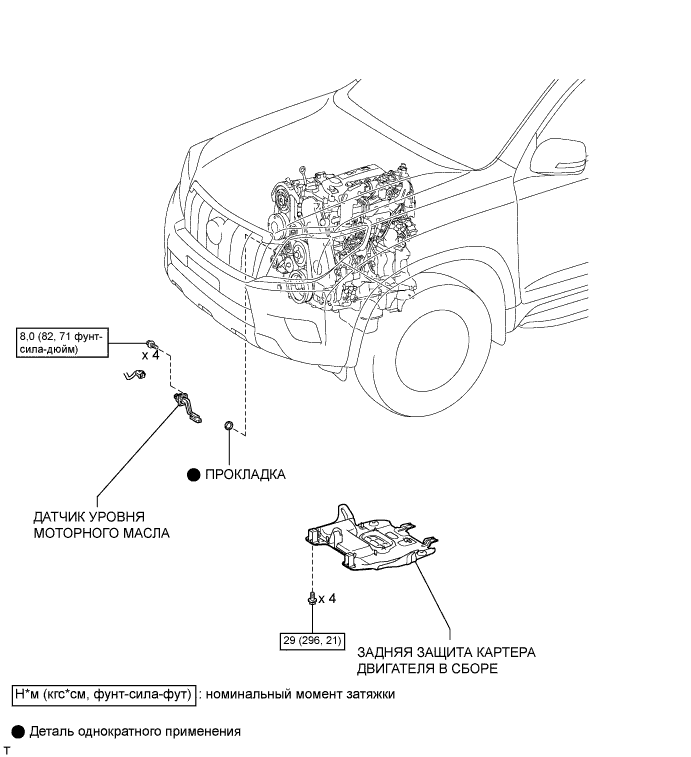 8,0 (82, 71 фунт-
сила-дюйм)
x 4
ПРОКЛАДКА
ДАТЧИК УРОВНЯ
МОТОРНОГО МАСЛА
x 4
29 (296, 21)
ЗАДНЯЯ ЗАЩИТА КАРТЕРА
ДВИГАТЕЛЯ В СБОРЕ
Н*м (кгс*см, фунт-сила-фут) : номинальный момент затяжки
Деталь однократного применения
T